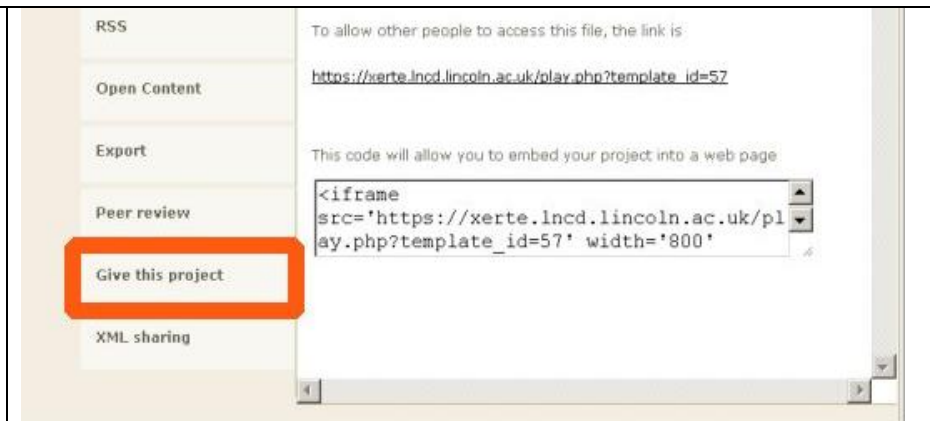 RSS
Open Content
Export
Peer review
Give this project
XML sharing
To allow other people to access this file, the link is
https://xerte.lncd.lincoln.ac.uk/play.php?template_id=57
This code will allow you to embed your project into a web page
<iframe
src='https://xerte.lncd.lincoln.ac.uk/pl
ay.php?template_id=57' width='800'